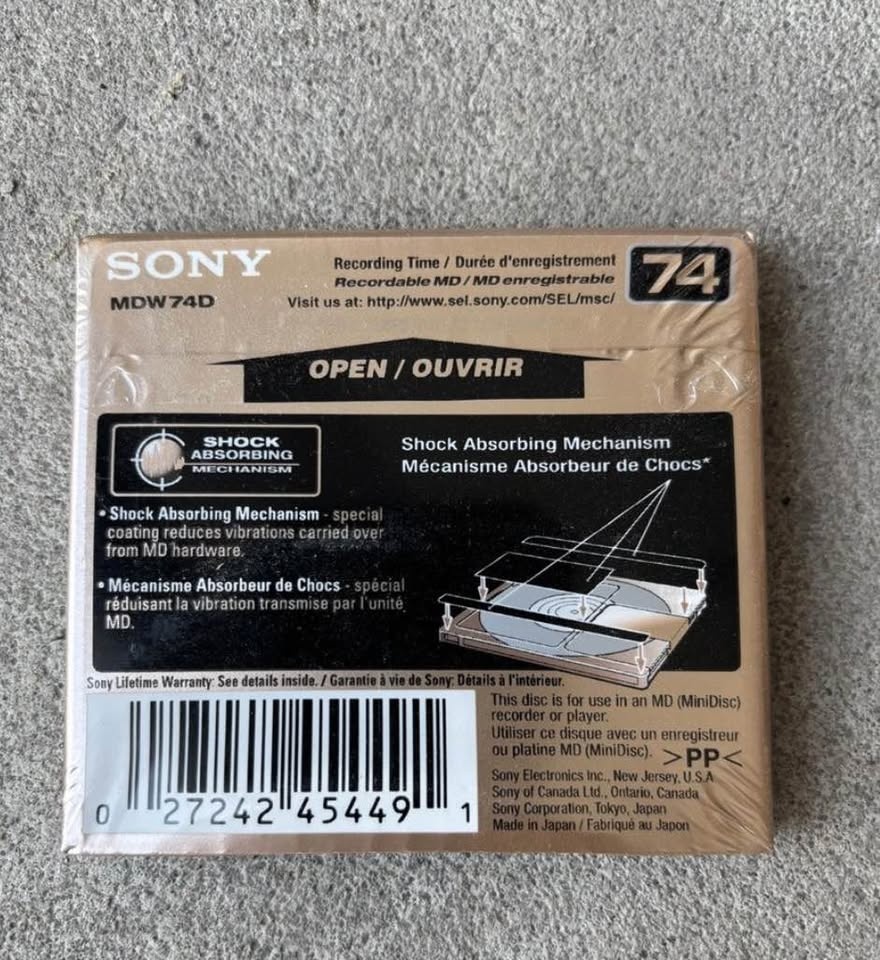 SONY
MDW74D
Recording Time / Durée d'enregistrement
Recordable MD / MD enregistrable
Visit us at: http://www.sel.sony.com/SEL/msc/
74
OPEN / OUVRIR
SHOCK
ABSORBING
MECHANISM
Shock Absorbing Mechanism
Mécanisme Absorbeur de Chocs*
• Shock Absorbing Mechanism - special
coating reduces vibrations carried over
from MD hardware.
• Mécanisme Absorbeur de Chocs - spécial
réduisant la vibration transmise par l'unité
MD.
Sony Lifetime Warranty: See details inside. / Garantie à vie de Sony: Détails à l'intérieur.
0 27242 45449 1
This disc is for use in an MD (MiniDisc)
recorder or player.
Utiliser ce disque avec un enregistreur
ou platine MD (MiniDisc). >PP<
Sony Electronics Inc., New Jersey, U.S.A
Sony of Canada Ltd., Ontario, Canada
Sony Corporation, Tokyo, Japan
Made in Japan / Fabriqué au Japon